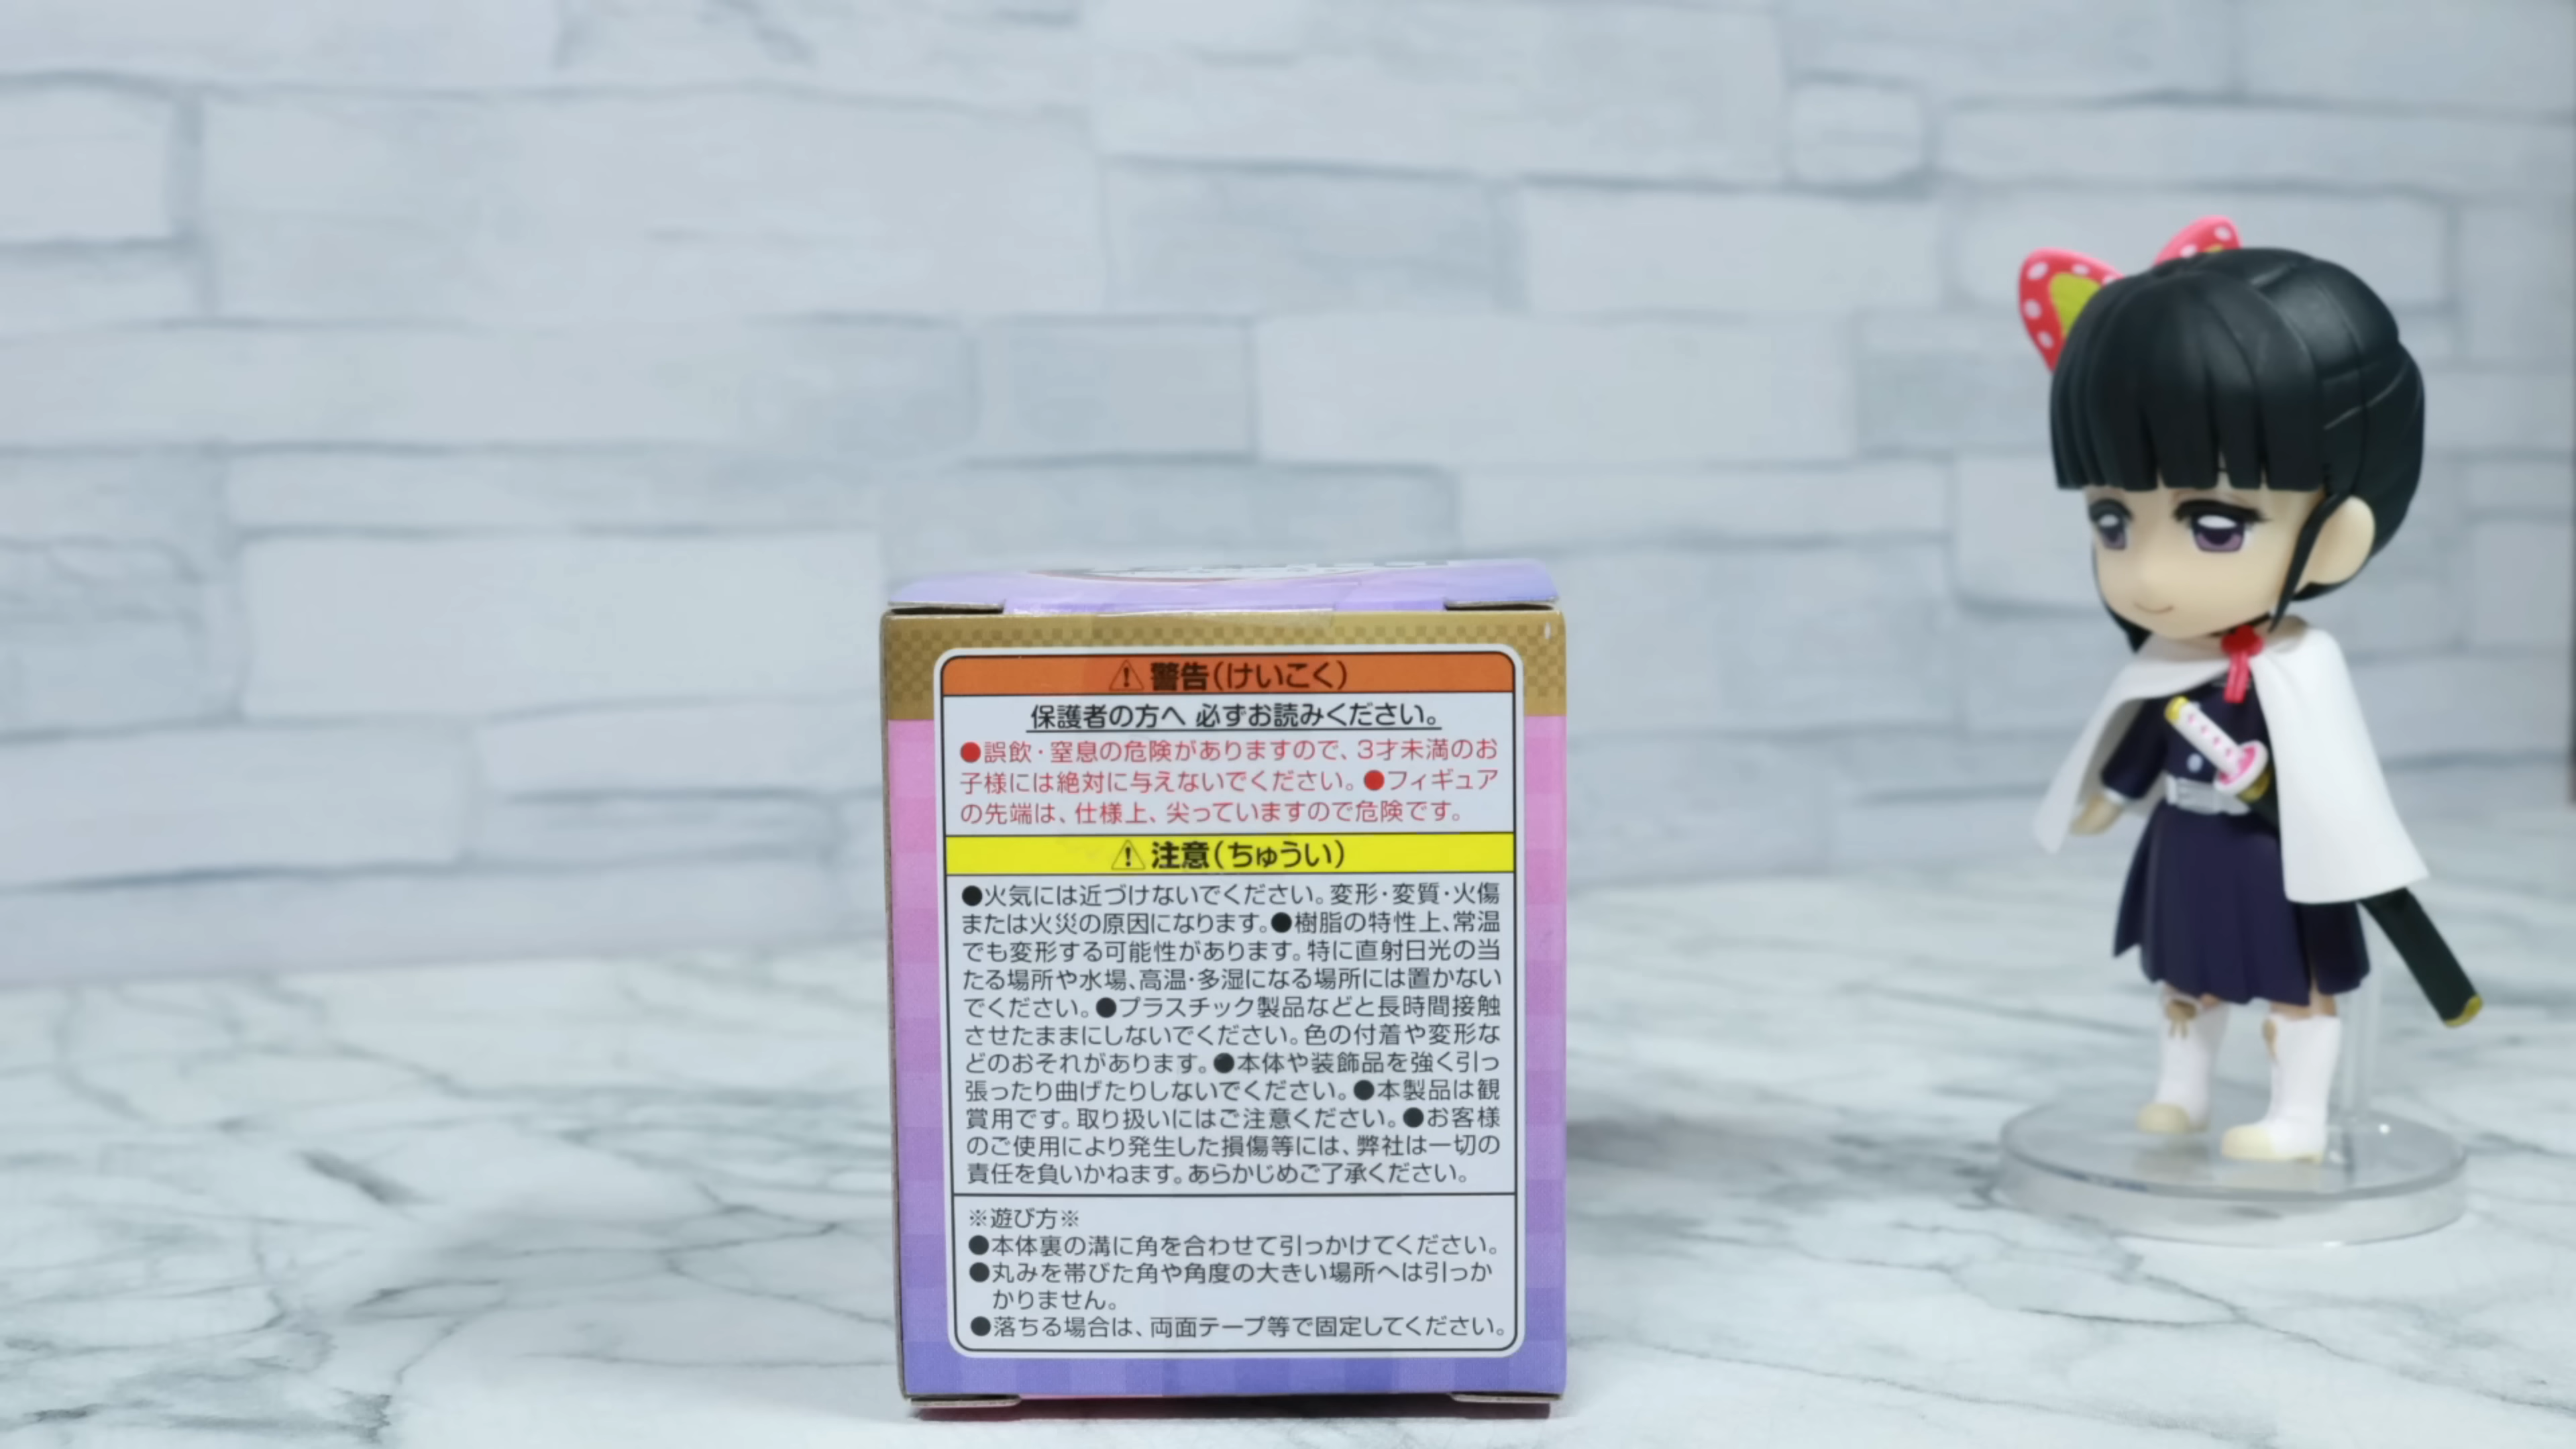 ⚠警告(けいこく)
保護者の方へ 必ずお読みください。
●誤飲・窒息の危険がありますので、3才未満のお
子様には絶対に与えないでください。●フィギュア
の先端は、仕様上、尖っていますので危険です。
⚠注意(ちゅうい)
●火気には近づけないでください。変形・変質・火傷
または火災の原因になります。●樹脂の特性上、常温
でも変形する可能性があります。特に直射日光の当
たる場所や水場、高温・多湿になる場所には置かない
でください。●プラスチック製品などと長時間接触
させたままにしないでください。色の付着や変形な
どのおそれがあります。●本体や装飾品を強く引っ
張ったり曲げたりしないでください。●本製品は観
賞用です。取り扱いにはご注意ください。●お客様
のご使用により発生した損傷等には、弊社は一切の
責任を負いかねます。あらかじめご了承ください。
※遊び方※
●本体裏の溝に角を合わせて引っかけてください。
●丸みを帯びた角や角度の大きい場所へは引っか
かりません。
●落ちる場合は、両面テープ等で固定してください。